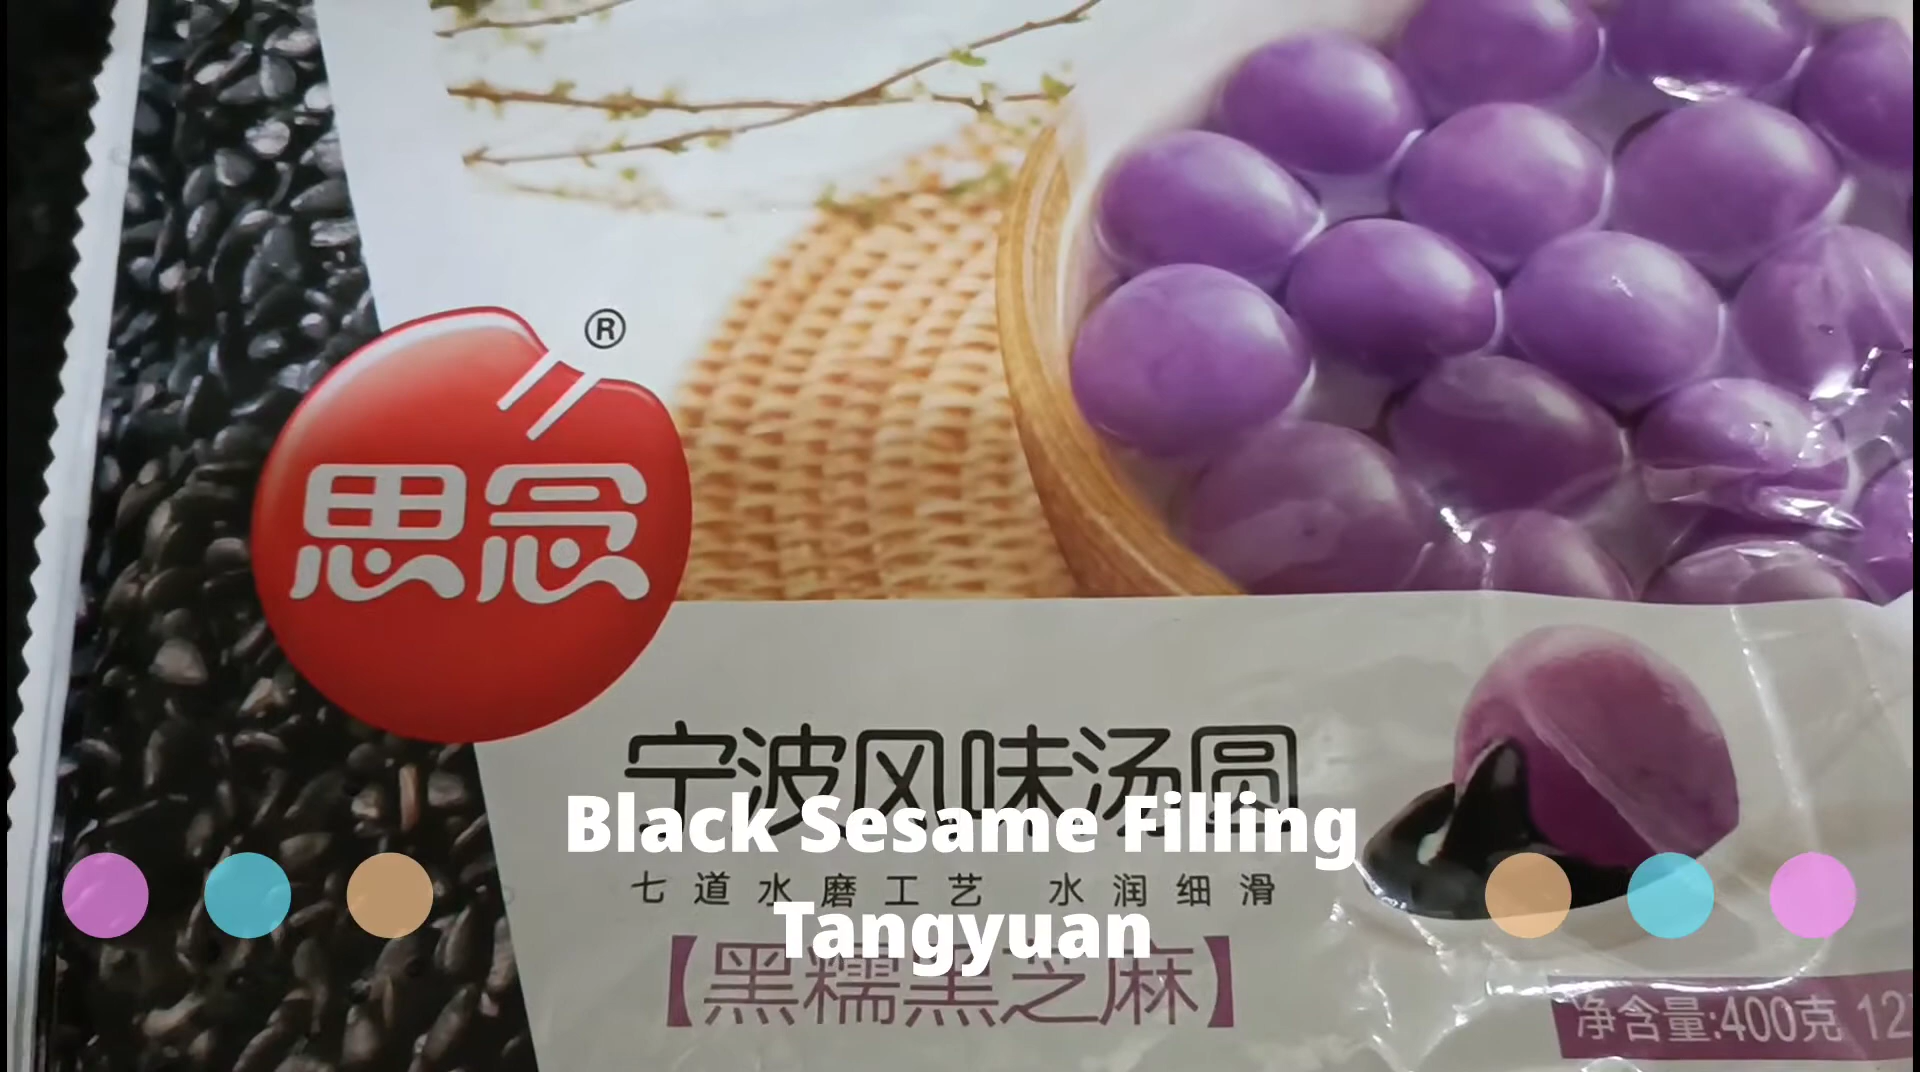 ®
思念
宁波风味汤圆
Black Sesame Filling
七道水磨工艺 水润细滑
Tangyuan
【黑糯黑芝麻】
净含量:400克 12